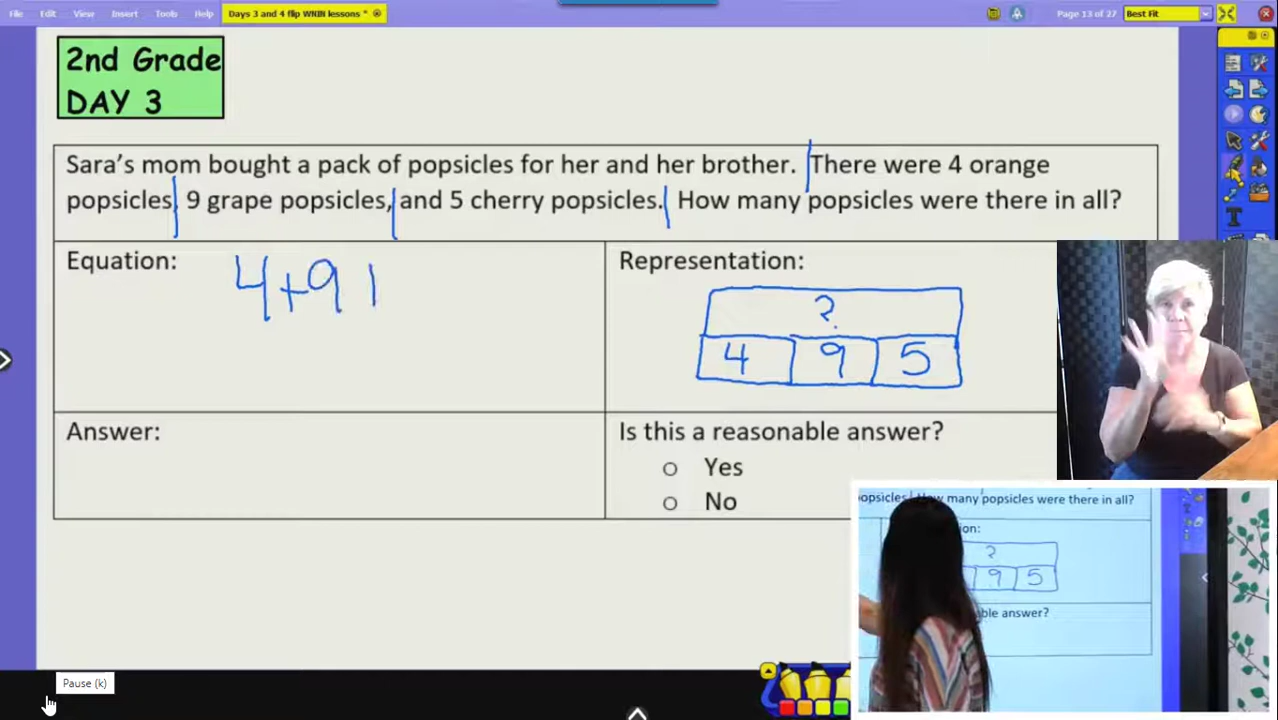 File Edit View Insert Tools Help Days 3 and 4 flip WNIN lessons * Page 13 of 27 Best Fit
2nd Grade
DAY 3
Sara's mom bought a pack of popsicles for her and her brother. There were 4 orange
popsicles, 9 grape popsicles, and 5 cherry popsicles. How many popsicles were there in all?
Equation: 4+9 |
Representation:
?
4 9 5
Answer:
Is this a reasonable answer?
o Yes
o No
opsicles How many popsicles were there in all?
ion:
?
9 5
ble answer?
Pause (k)